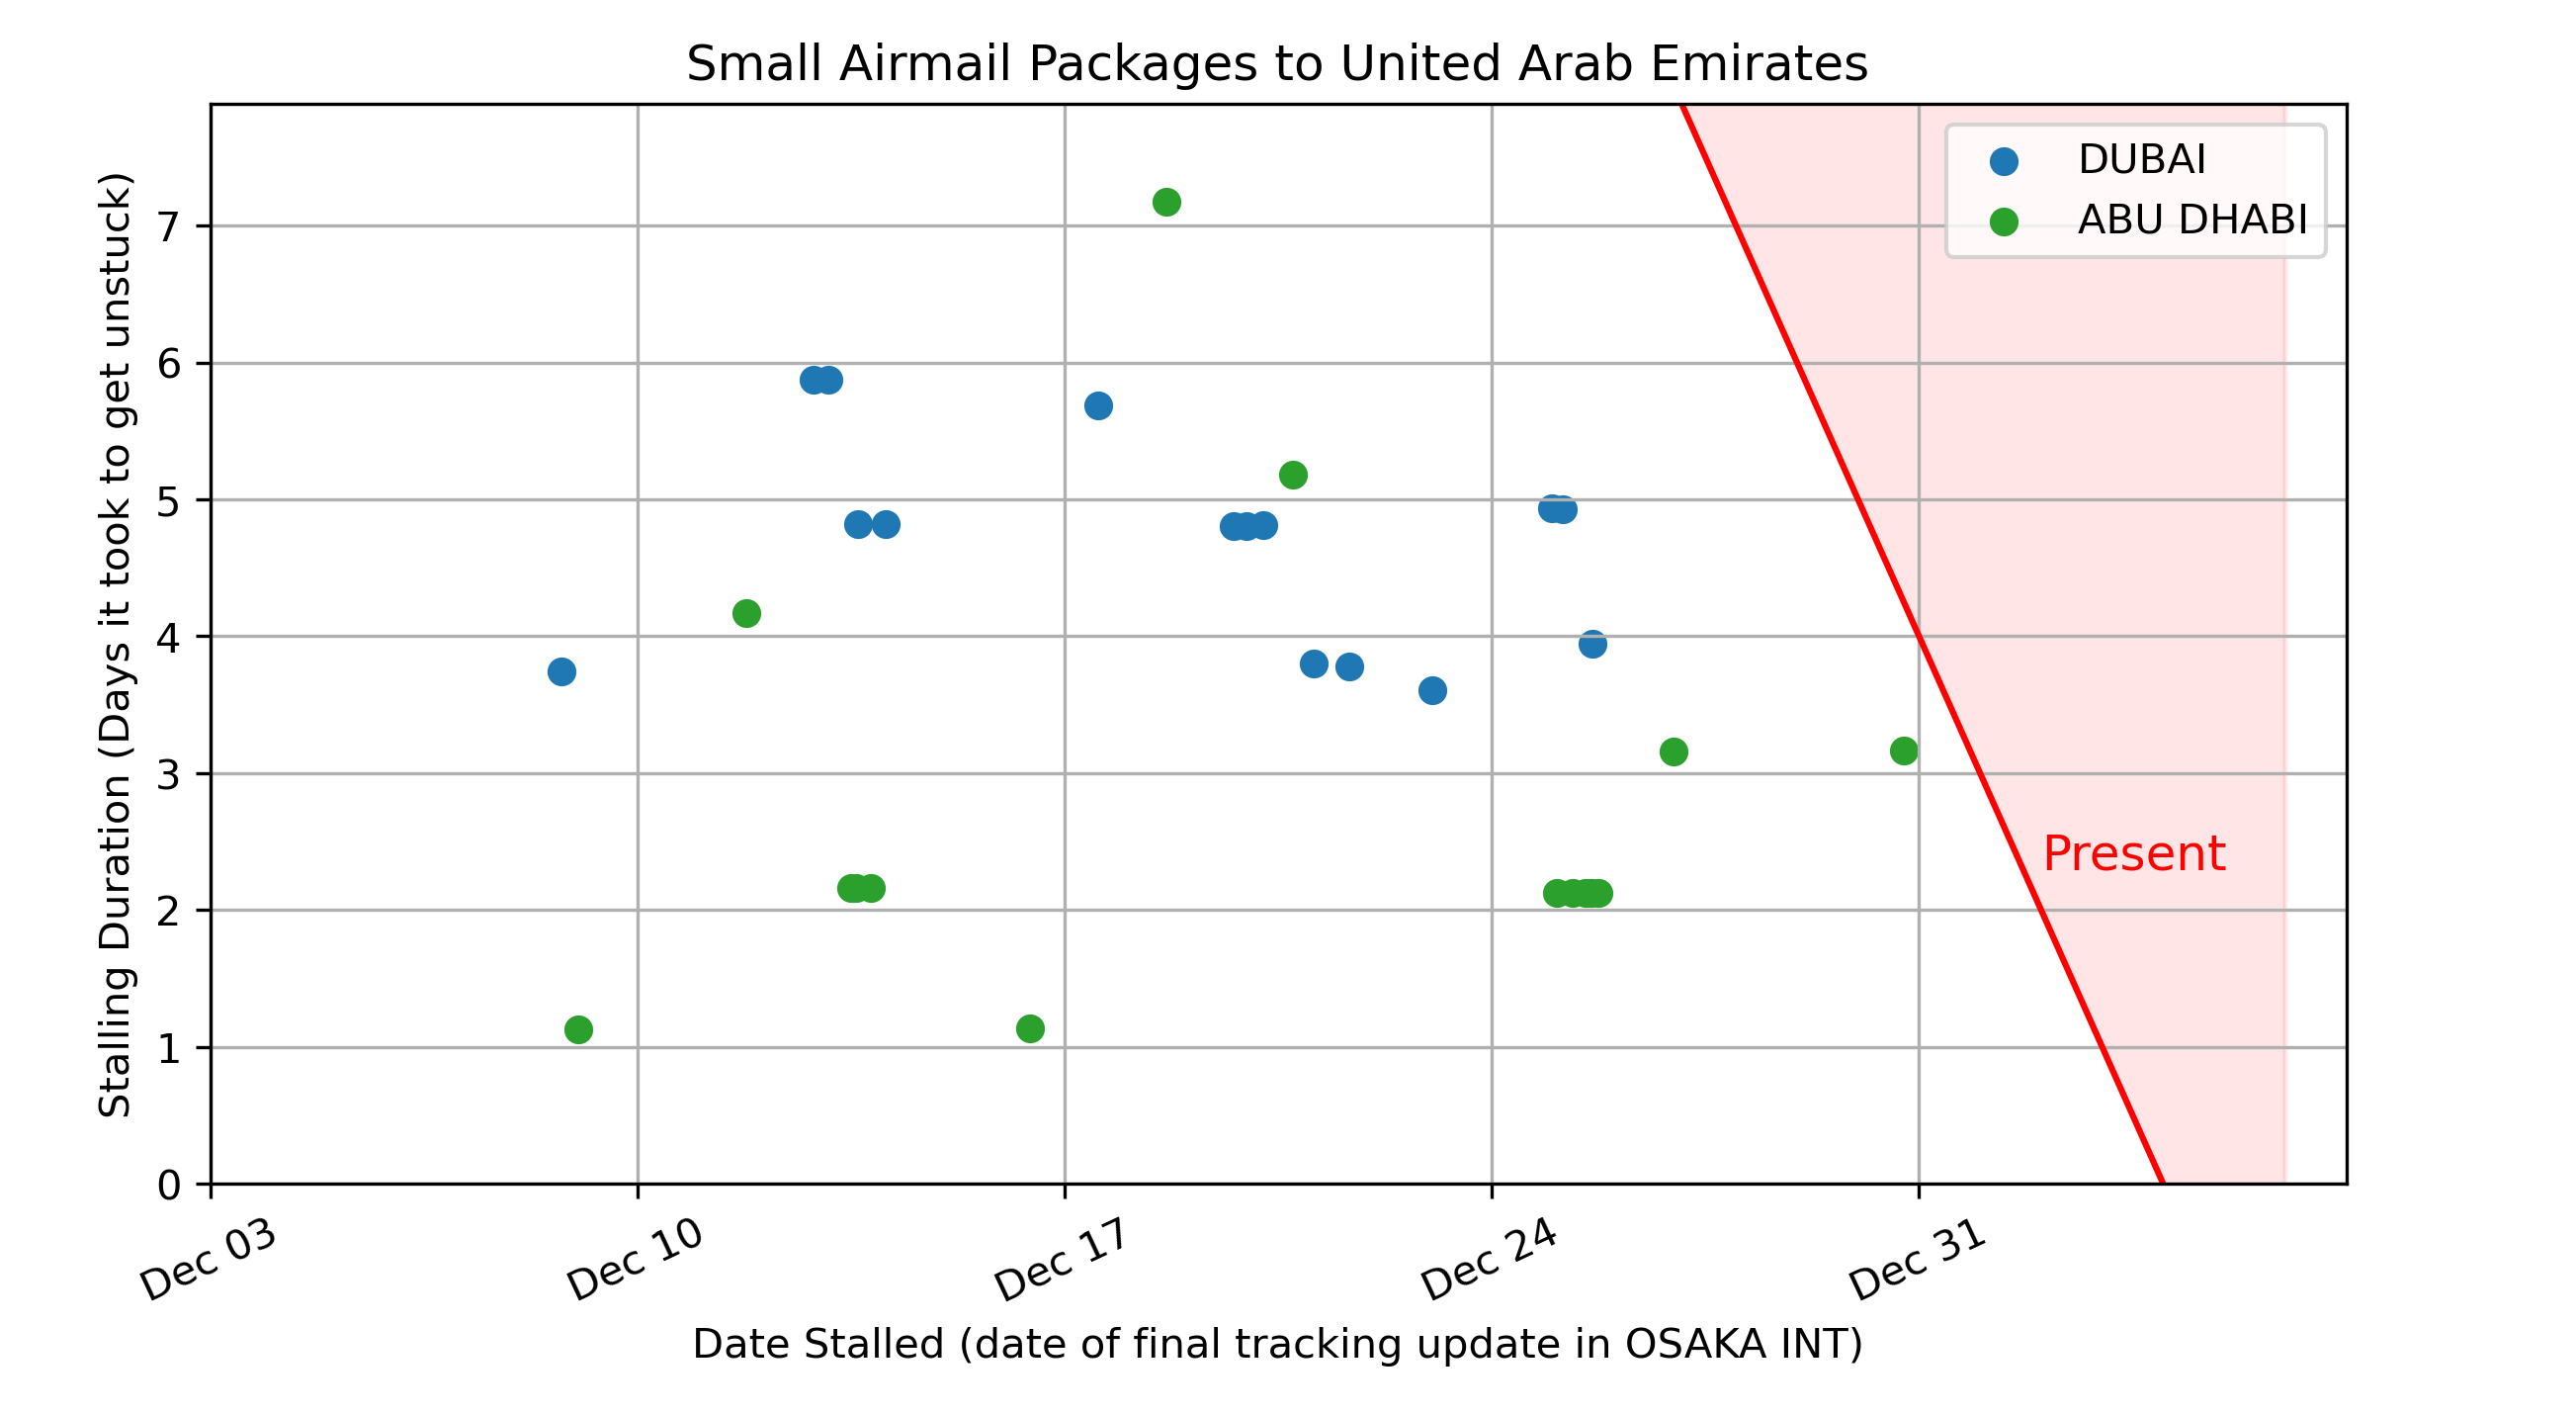 Small Airmail Packages to United Arab Emirates
Stalling Duration (Days it took to get unstuck)
7
6
5
4
3
2
1
0
DUBAI
ABU DHABI
Present
Dec 03
Dec 10
Dec 17
Dec 24
Dec 31
Date Stalled (date of final tracking update in OSAKA INT)